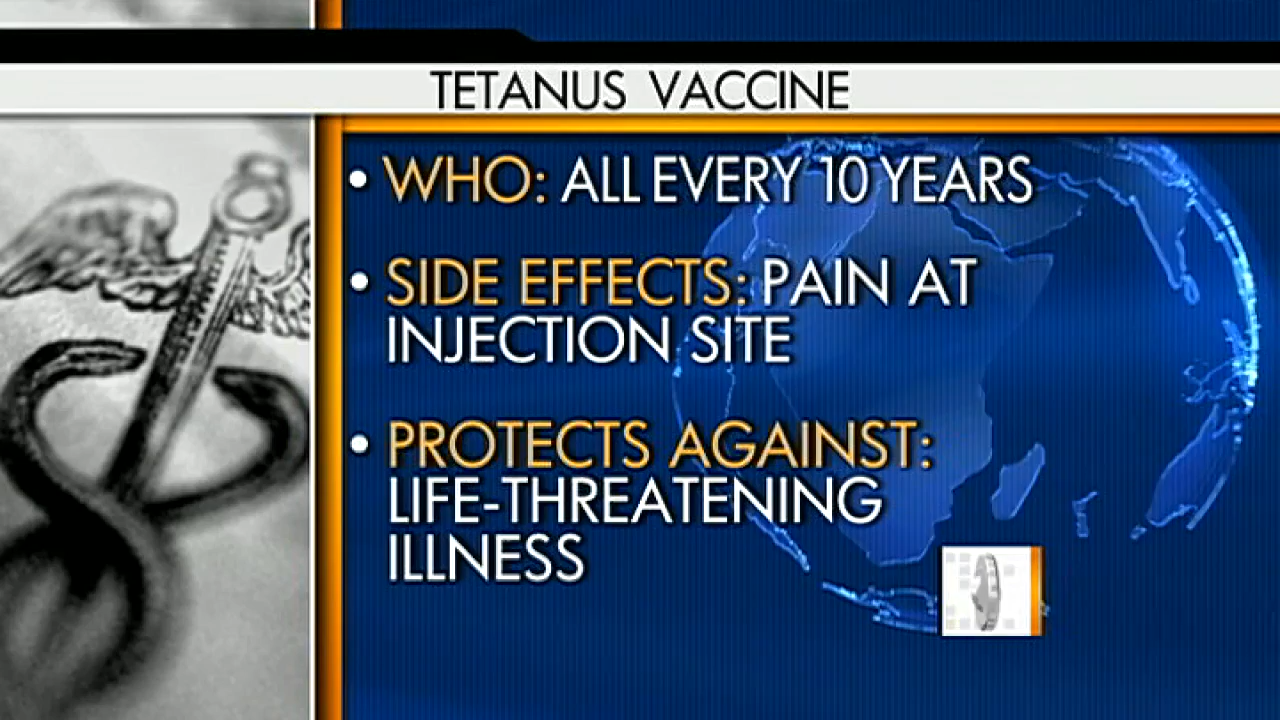 TETANUS VACCINE
• WHO: ALL EVERY 10 YEARS
• SIDE EFFECTS: PAIN AT
INJECTION SITE
• PROTECTS AGAINST:
LIFE-THREATENING
ILLNESS